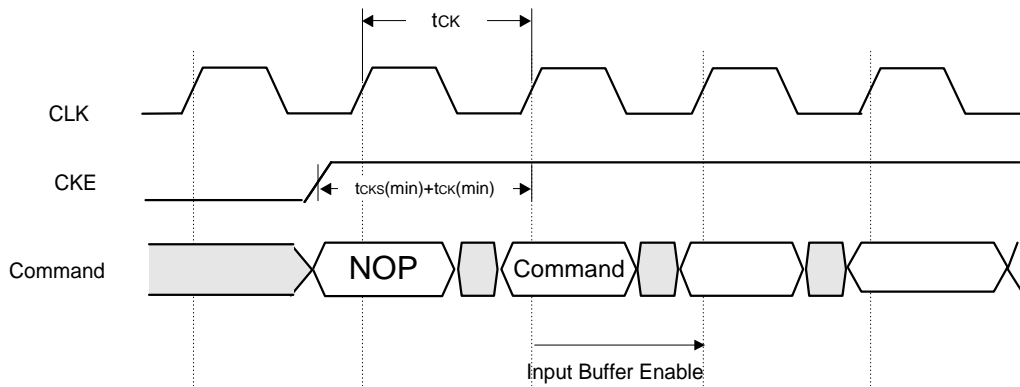 tCK
CLK
CKE
tCKS(min)+tCK(min)
Command
NOP
Command
Input Buffer Enable